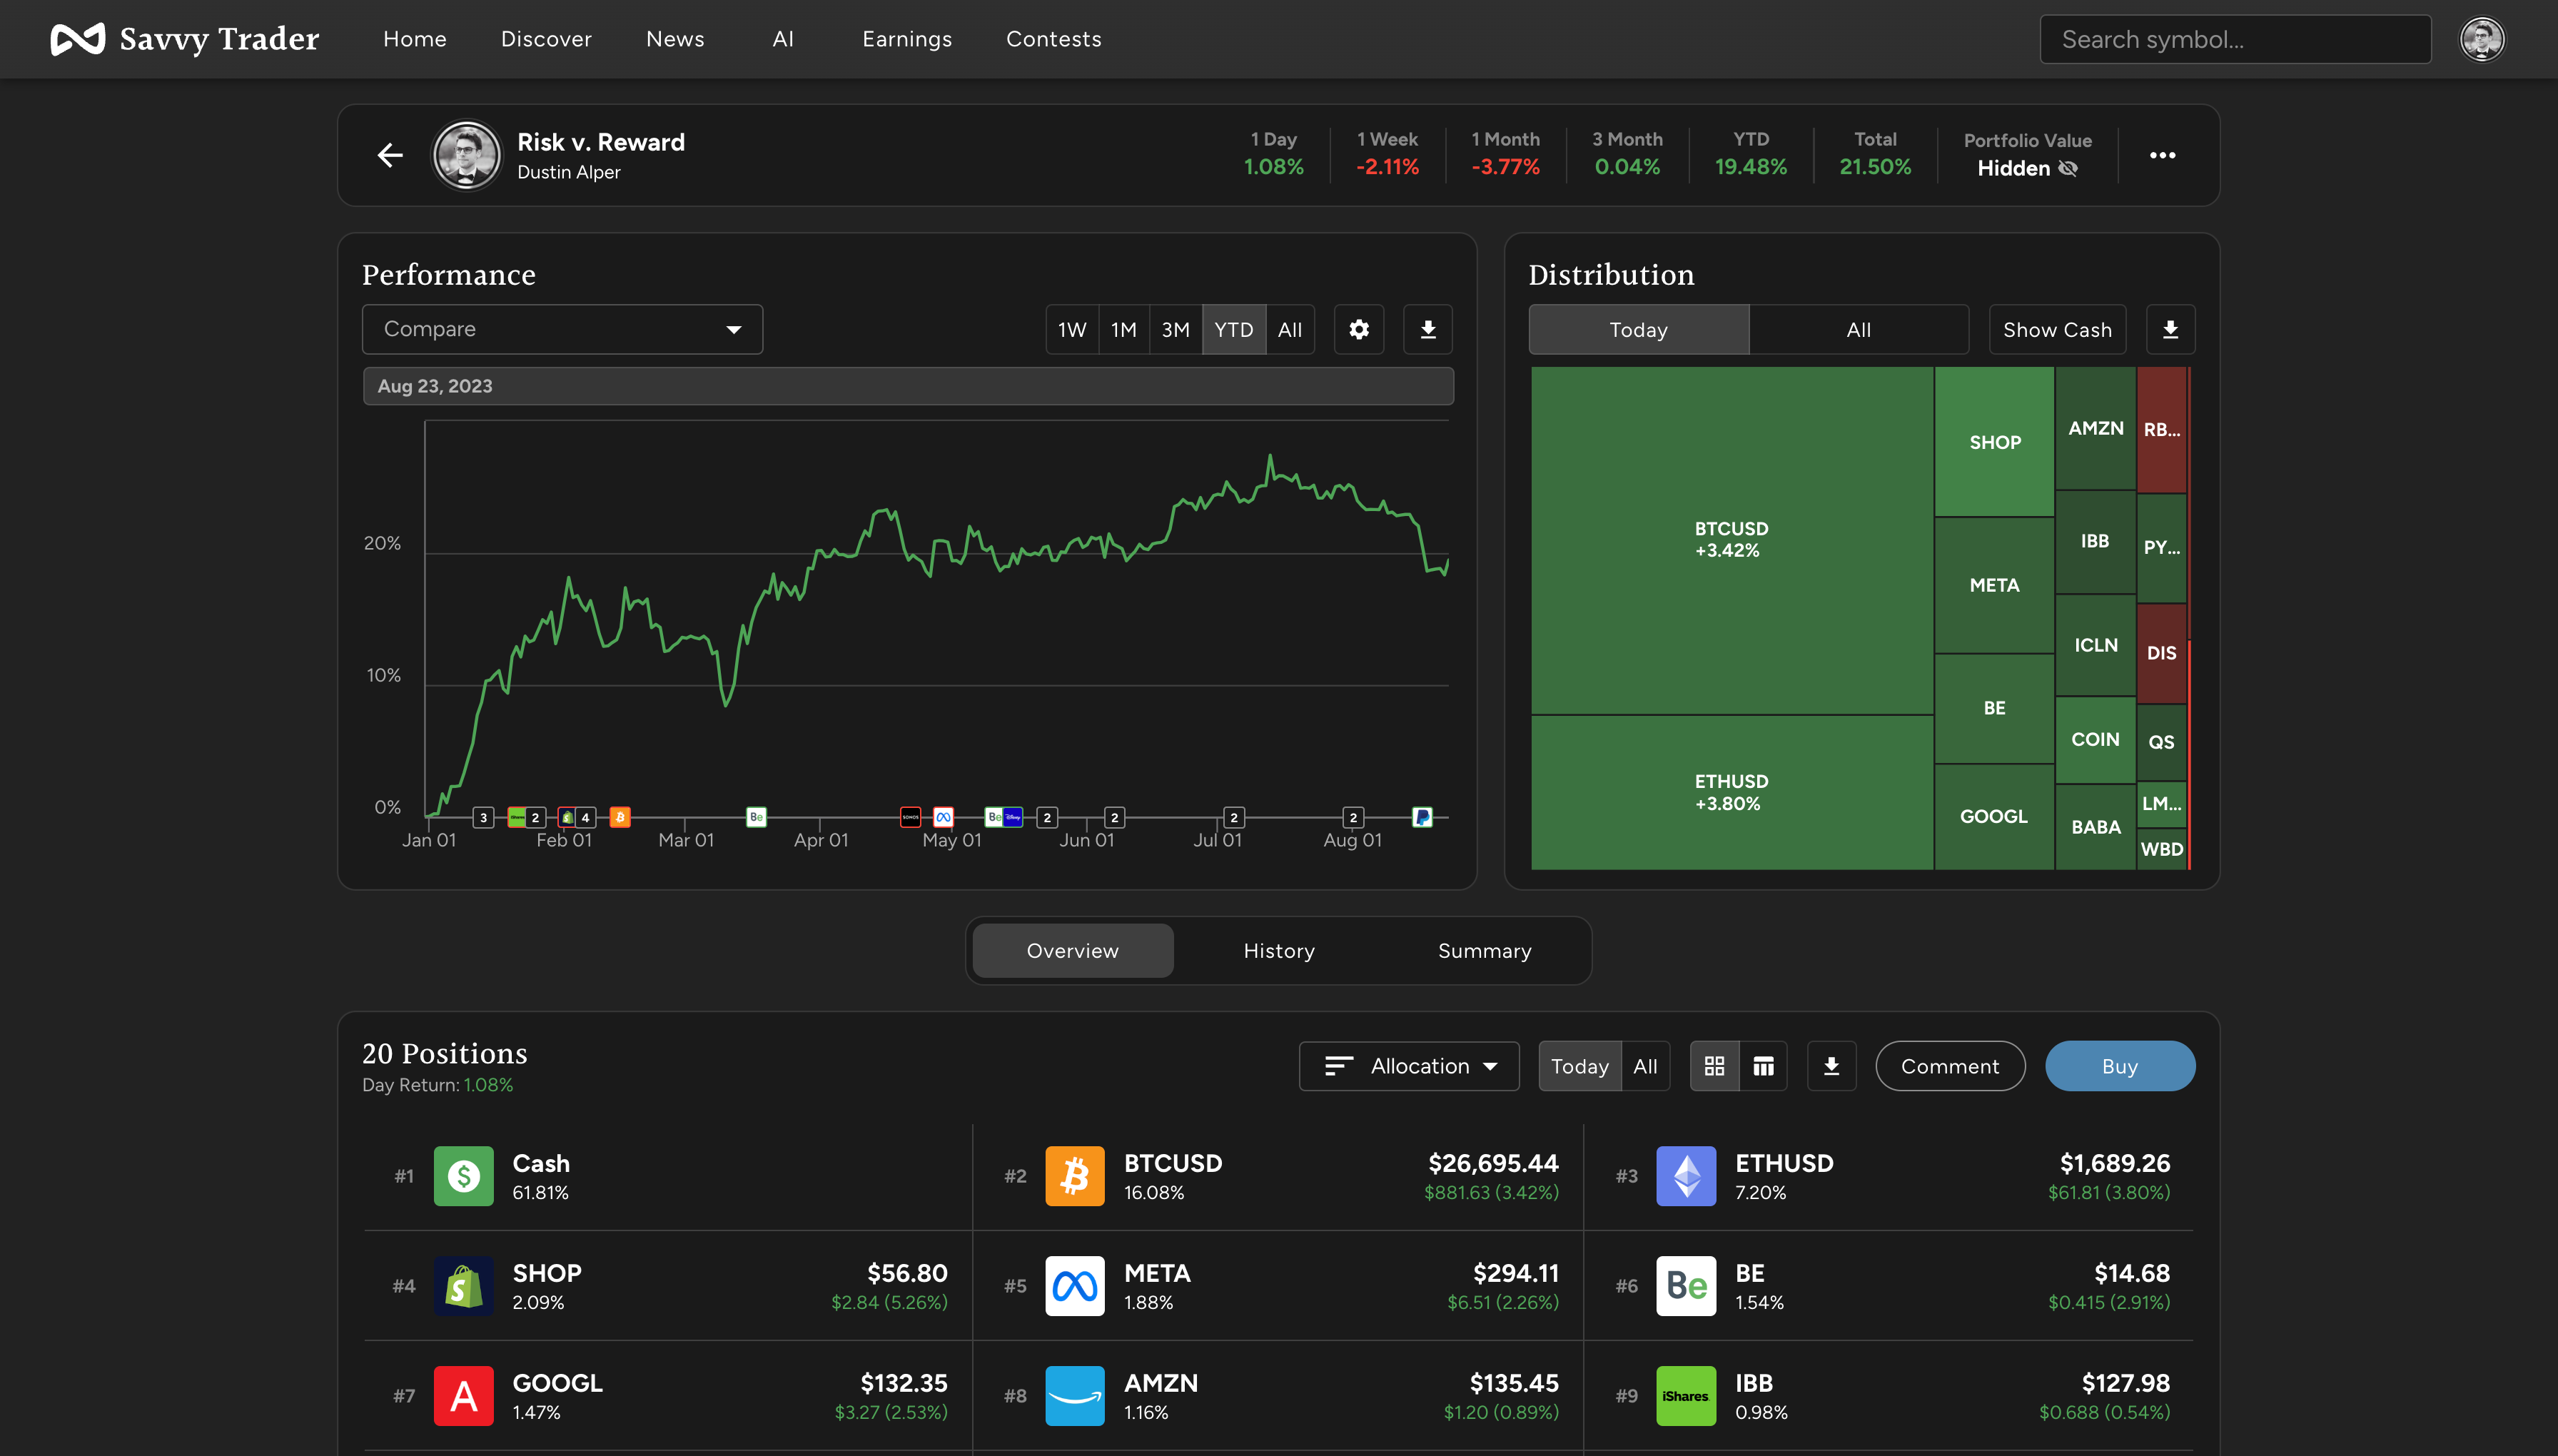 Savvy Trader
Home
Discover
News
AI
Earnings
Contests
Search symbol...
Risk v. Reward
Dustin Alper
1 Day
1.08%
1 Week
-2.11%
1 Month
-3.77%
3 Month
0.04%
YTD
19.48%
Total
21.50%
Portfolio Value
Hidden
Performance
Compare
1W
1M
3M
YTD
All
Aug 23, 2023
20%
10%
0%
3
iShares
2
4
Be
SONOS
Be
Disney
2
2
2
2
Jan 01
Feb 01
Mar 01
Apr 01
May 01
Jun 01
Jul 01
Aug 01
Distribution
Today
All
Show Cash
BTCUSD
+3.42%
ETHUSD
+3.80%
SHOP
META
BE
GOOGL
AMZN
IBB
ICLN
COIN
BABA
RB...
PY...
DIS
QS
LM...
WBD
Overview
History
Summary
20 Positions
Day Return: 1.08%
Allocation
Today
All
Comment
Buy
#1
Cash
61.81%
#2
BTCUSD
16.08%
$26,695.44
$881.63 (3.42%)
#3
ETHUSD
7.20%
$1,689.26
$61.81 (3.80%)
#4
SHOP
2.09%
$56.80
$2.84 (5.26%)
#5
META
1.88%
$294.11
$6.51 (2.26%)
#6
Be
BE
1.54%
$14.68
$0.415 (2.91%)
#7
A
GOOGL
1.47%
$132.35
$3.27 (2.53%)
#8
AMZN
1.16%
$135.45
$1.20 (0.89%)
#9
iShares.
IBB
0.98%
$127.98
$0.688 (0.54%)